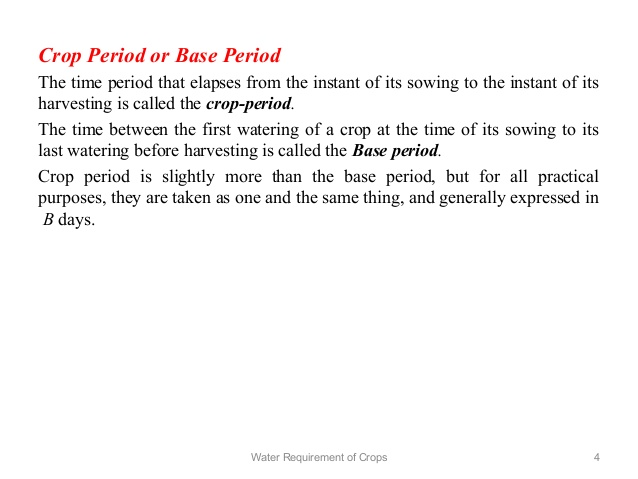 Crop Period or Base Period
The time period that elapses from the instant of its sowing to the instant of its
harvesting is called the crop-period.
The time between the first watering of a crop at the time of its sowing to its
last watering before harvesting is called the Base period.
Crop period is slightly more than the base period, but for all practical
purposes, they are taken as one and the same thing, and generally expressed in
B days.
Water Requirement of Crops
4